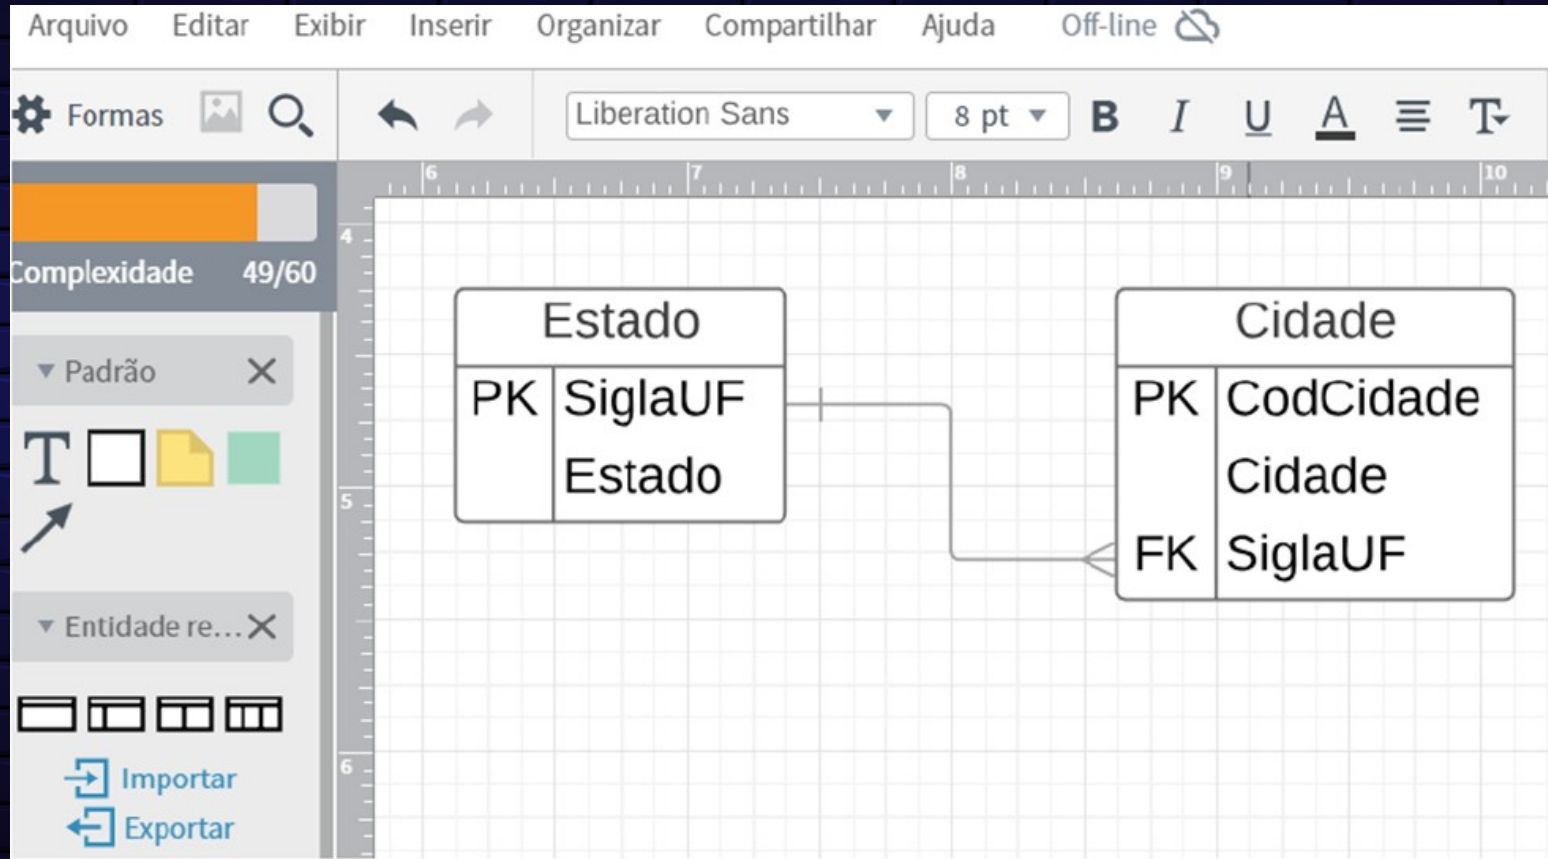 Arquivo Editar Exibir Inserir Organizar Compartilhar Ajuda Off-line
Formas Liberation Sans 8 pt B I U A T
6 7 8 9 10
Complexidade 49/60
4
Estado Cidade
Padrão
PK SiglaUF PK CodCidade
T Estado Cidade
5
FK SiglaUF
Entidade re...
6
Importar
Exportar